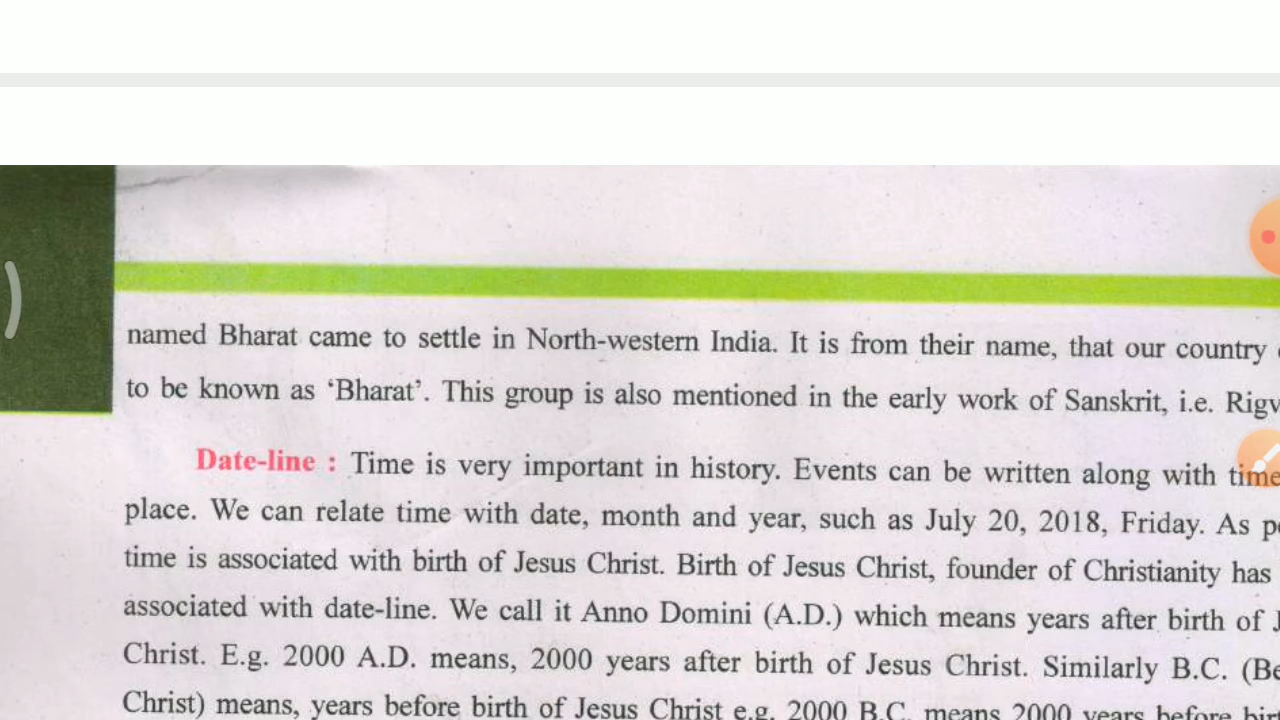 named Bharat came to settle in North-western India. It is from their name, that our country
to be known as ‘Bharat’. This group is also mentioned in the early work of Sanskrit, i.e. Rigv
Date-line : Time is very important in history. Events can be written along with time
place. We can relate time with date, month and year, such as July 20, 2018, Friday. As
time is associated with birth of Jesus Christ. Birth of Jesus Christ, founder of Christianity has
associated with date-line. We call it Anno Domini (A.D.) which means years after birth of
Christ. E.g. 2000 A.D. means, 2000 years after birth of Jesus Christ. Similarly B.C. (Be
Christ) means, years before birth of Jesus Christ e.g. 2000 B.C. means 2000 years before